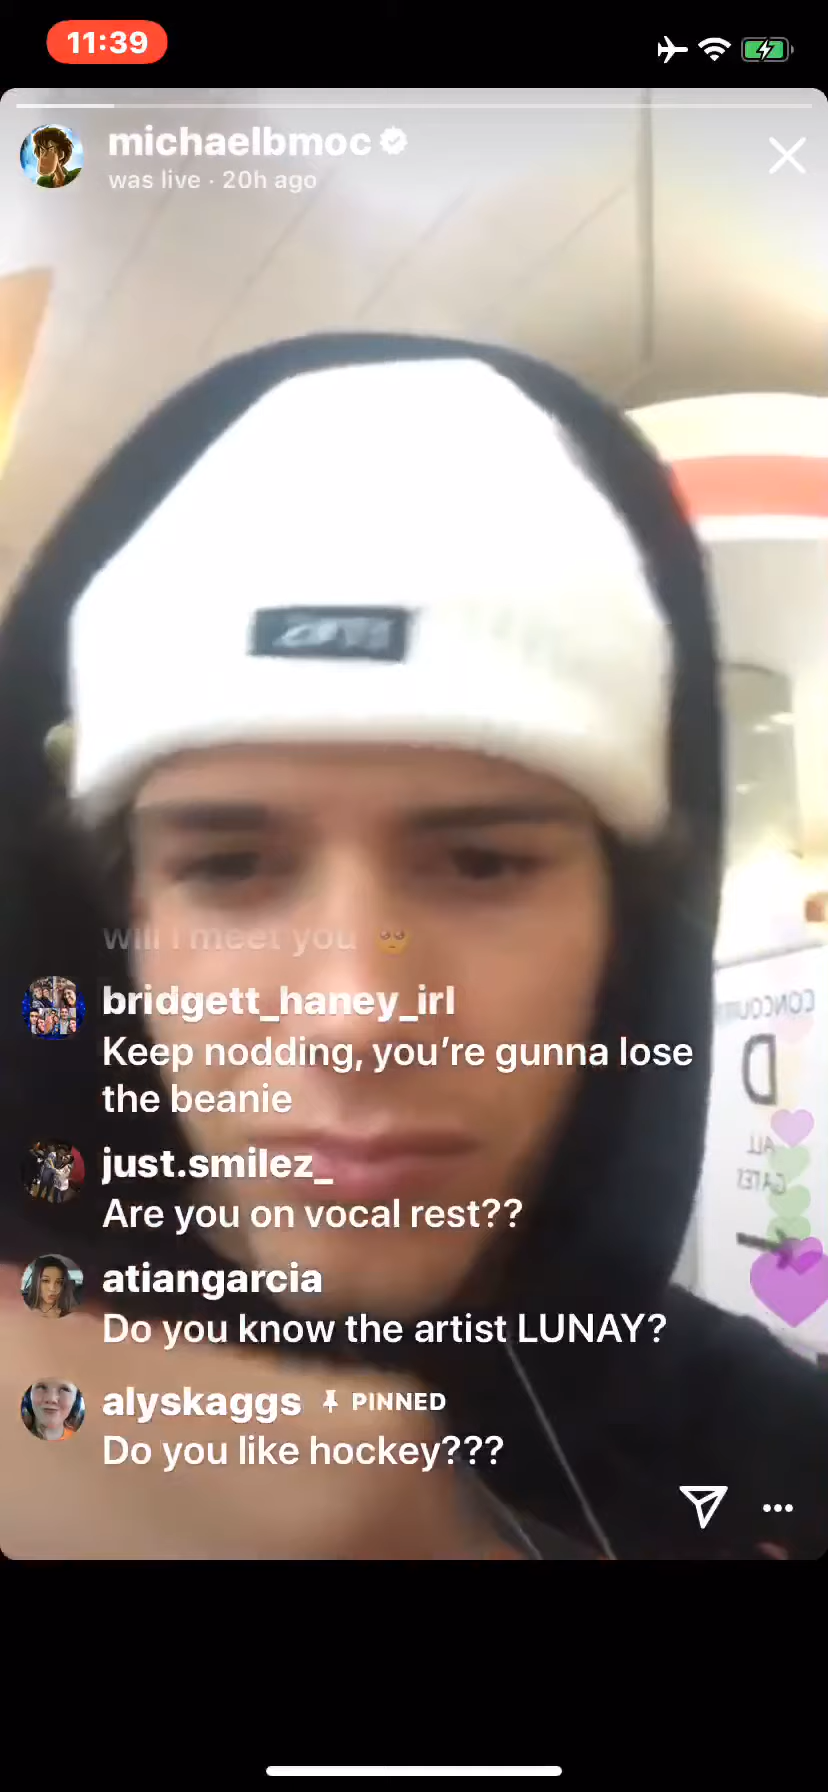 11:39
michaelbmoc
was live · 20h ago
will i meet you 🥺
bridgett_haney_irl
Keep nodding, you’re gunna lose
the beanie
just.smilez_
Are you on vocal rest??
atiangarcia
Do you know the artist LUNAY?
alyskaggs PINNED
Do you like hockey???
D
ALL
GATES